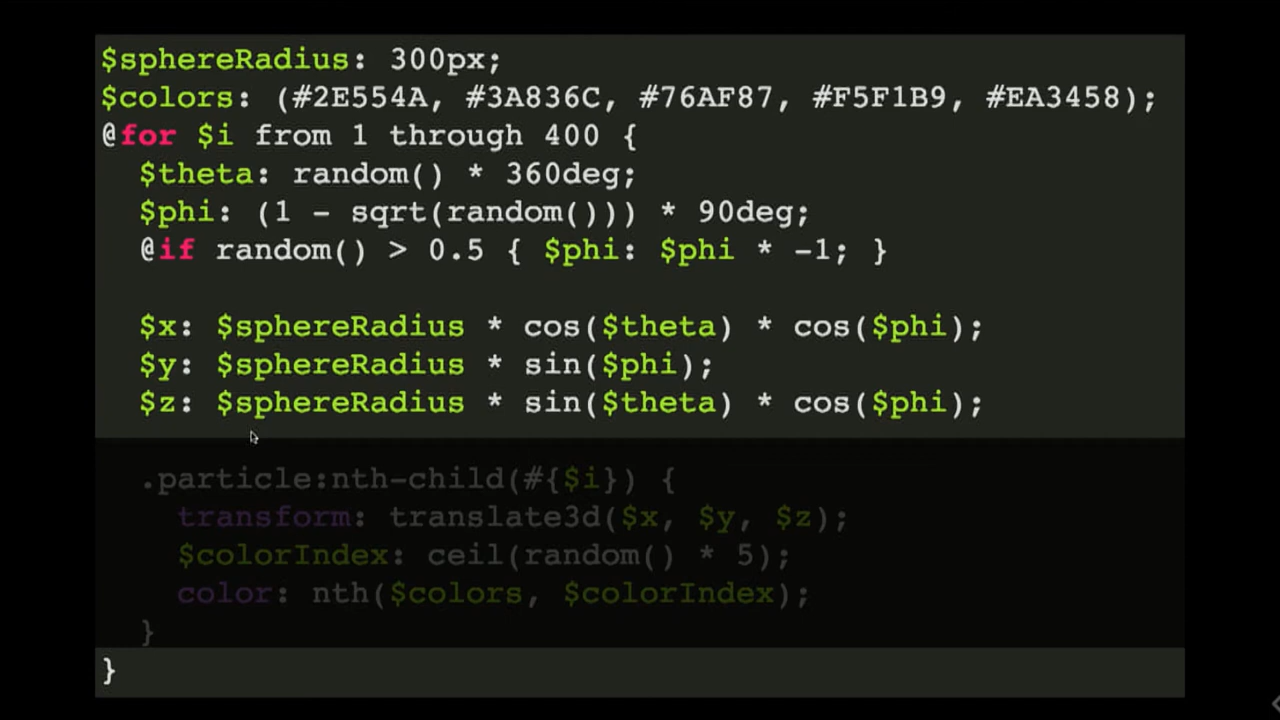 $sphereRadius: 300px;
$colors: (#2E554A, #3A836C, #76AF87, #F5F1B9, #EA3458);
@for $i from 1 through 400 {
$theta: random() * 360deg;
$phi: (1 - sqrt(random())) * 90deg;
@if random() > 0.5 { $phi: $phi * -1; }
$x: $sphereRadius * cos($theta) * cos($phi);
$y: $sphereRadius * sin($phi);
$z: $sphereRadius * sin($theta) * cos($phi);
.particle:nth-child(#{$i}) {
transform: translate3d($x, $y, $z);
$colorIndex: ceil(random() * 5);
color: nth($colors, $colorIndex);
}
}